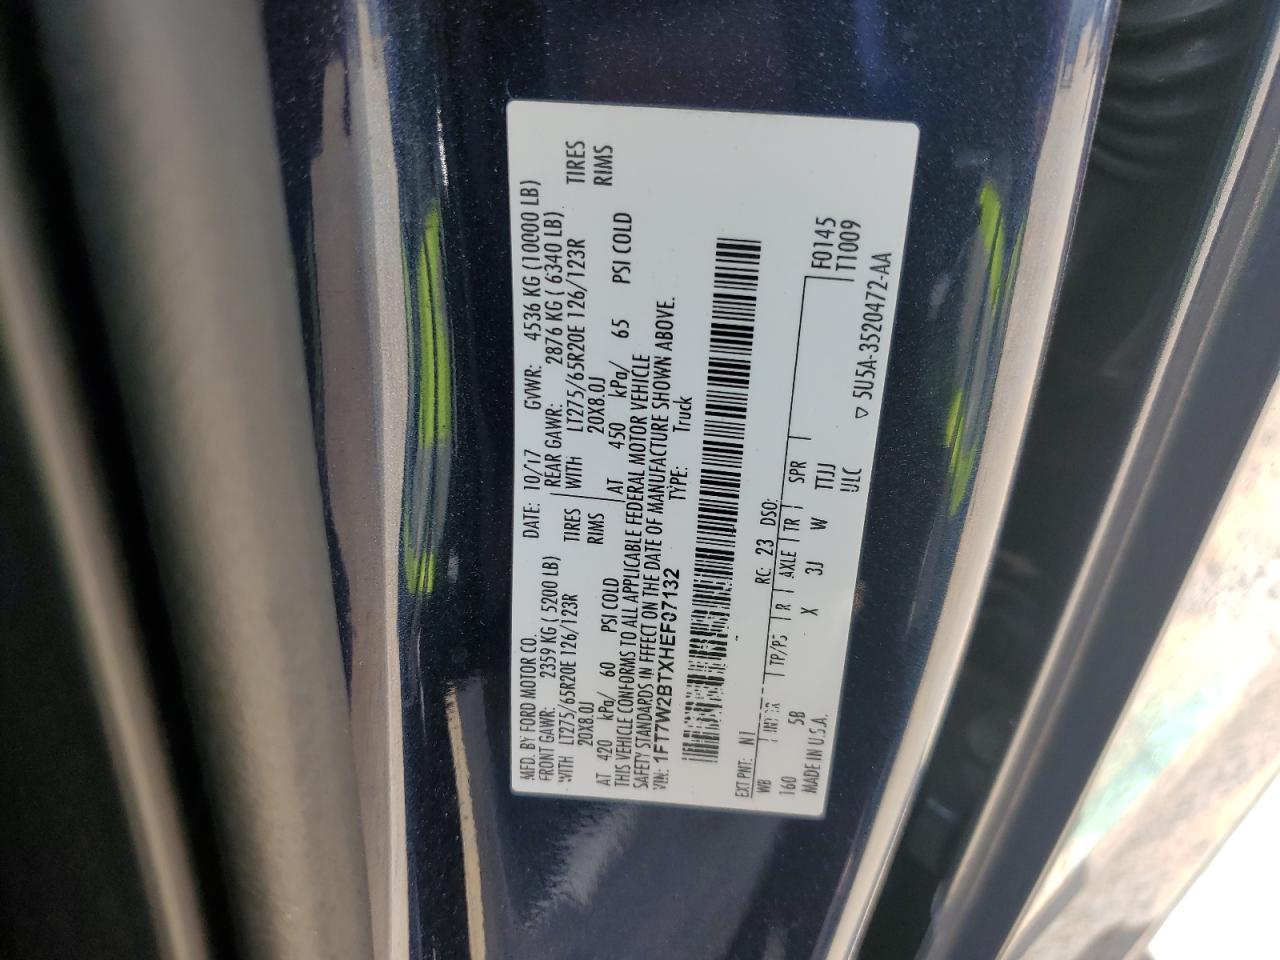 MFD. BY FORD MOTOR CO.
DATE: 10/17 GVWR: 4536 KG (10000 LB)
FRONT GAWR: 2359 KG ( 5200 LB)
REAR GAWR: 2876 KG ( 6340 LB)
WITH LT275/65R20E 126/123R TIRES
WITH LT275/65R20E 126/123R TIRES
20X8.0J RIMS
20X8.0J RIMS
AT 420 kPa/ 60 PSI COLD
AT 450 kPa/ 65 PSI COLD
THIS VEHICLE CONFORMS TO ALL APPLICABLE FEDERAL MOTOR VEHICLE
SAFETY STANDARDS IN EFFECT ON THE DATE OF MANUFACTURE SHOWN ABOVE.
VIN: 1FT7W2BTXHEF07132 TYPE: Truck
EXT PNT: N1 RC: 23 DSO:
WB TP/PS R AXLE TR SPR
160 5B X 3J W TTJJ
F0145
T1009
MADE IN U.S.A. ULC
5U5A-3520472-AA